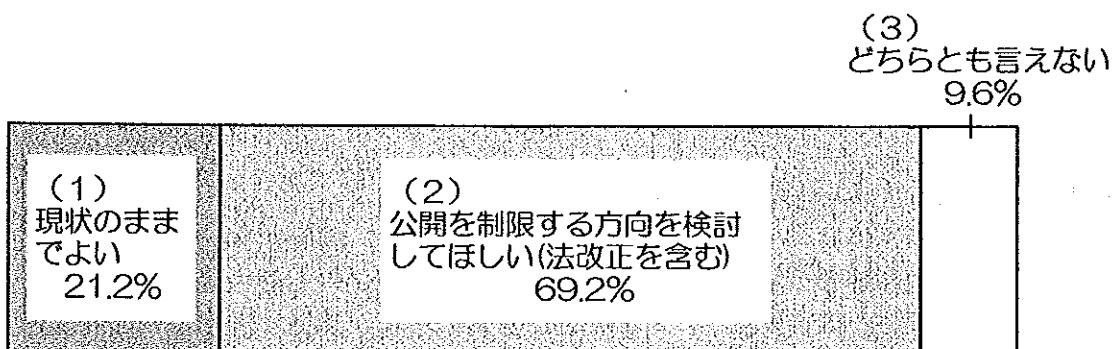 (3)
どちらとも言えない
9.6%
(1)
現状のまま
でよい
21.2%
(2)
公開を制限する方向を検討
してほしい(法改正を含む)
69.2%